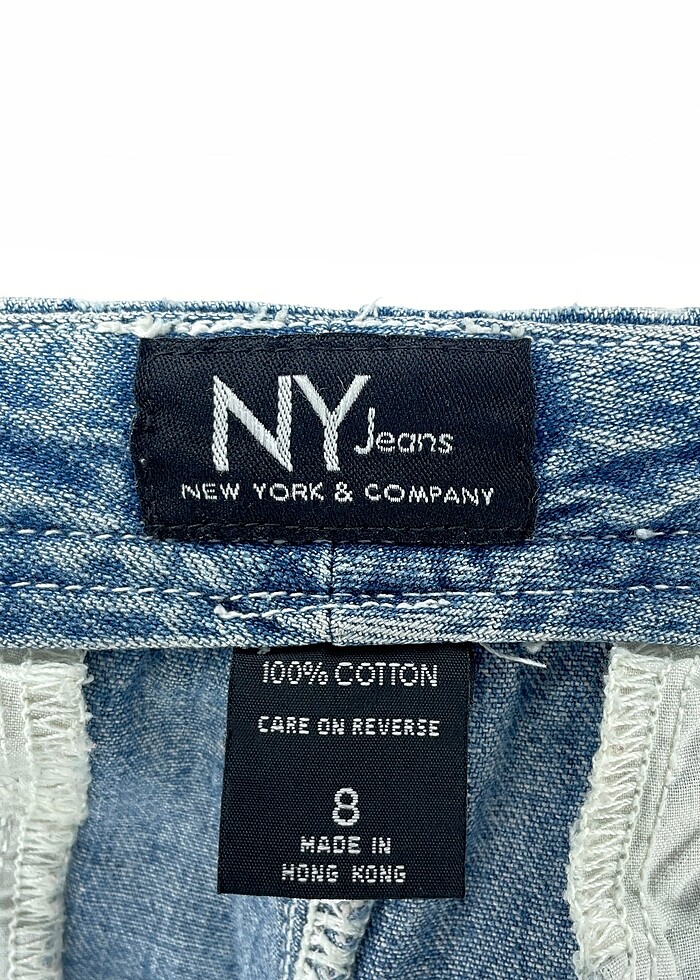 NY Jeans
NEW YORK & COMPANY
100% COTTON
CARE ON REVERSE
8
MADE IN
HONG KONG